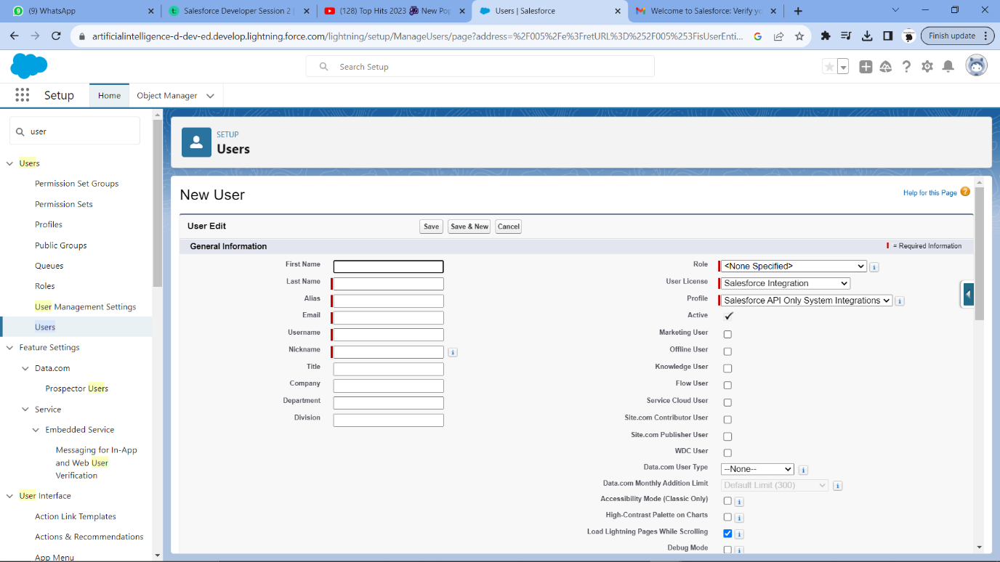 (9) WhatsApp
Salesforce Developer Session 2 |
(128) Top Hits 2023 New Pop
Users | Salesforce
Welcome to Salesforce: Verify yo
artificialintelligence-d-dev-ed.develop.lightning.force.com/lightning/setup/ManageUsers/page?address=%2F005%2Fe%3FretURL%3D%252F005%253FisUserEnti...
Finish update
Search Setup
Setup
Home
Object Manager
user
Users
Permission Set Groups
Permission Sets
Profiles
Public Groups
Queues
Roles
User Management Settings
Users
Feature Settings
Data.com
Prospector Users
Service
Embedded Service
Messaging for In-App
and Web User
Verification
User Interface
Action Link Templates
Actions & Recommendations
App Menu
SETUP
Users
New User
Help for this Page
User Edit
Save
Save & New
Cancel
General Information
= Required Information
First Name
Last Name
Alias
Email
Username
Nickname
Title
Company
Department
Division
Role <None Specified>
User License Salesforce Integration
Profile Salesforce API Only System Integrations
Active
Marketing User
Offline User
Knowledge User
Flow User
Service Cloud User
Site.com Contributor User
Site.com Publisher User
WDC User
Data.com User Type --None--
Data.com Monthly Addition Limit Default Limit (300)
Accessibility Mode (Classic Only)
High-Contrast Palette on Charts
Load Lightning Pages While Scrolling
Debug Mode